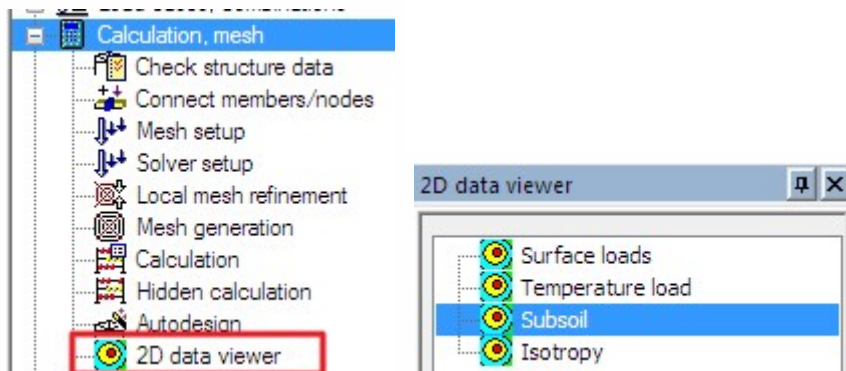 Calculation, mesh
Check structure data
Connect members/nodes
Mesh setup
Solver setup
Local mesh refinement
Mesh generation
Calculation
Hidden calculation
Autodesign
2D data viewer
2D data viewer
Surface loads
Temperature load
Subsoil
Isotropy